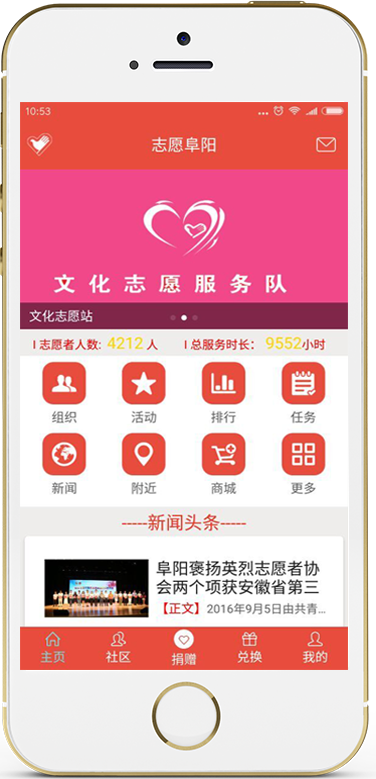 10:53
志愿阜阳
文化志愿服务队
文化志愿站
I 志愿者人数: 4212 人 I 总服务时长: 9552小时
组织 活动 排行 任务
新闻 附近 商城 更多
-----新闻头条-----
阜阳褒扬英烈志愿者协
会两个项获安徽省第三
【正文】2016年9月5日由共青...
主页 社区 捐赠 兑换 我的